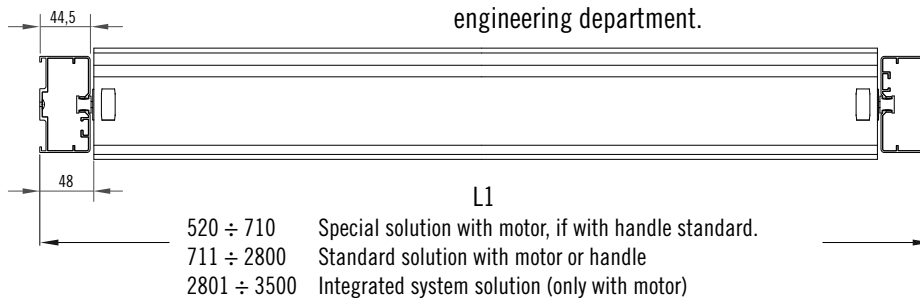 engineering department.
44,5
48
L1
520 ÷ 710 Special solution with motor, if with handle standard.
711 ÷ 2800 Standard solution with motor or handle
2801 ÷ 3500 Integrated system solution (only with motor)